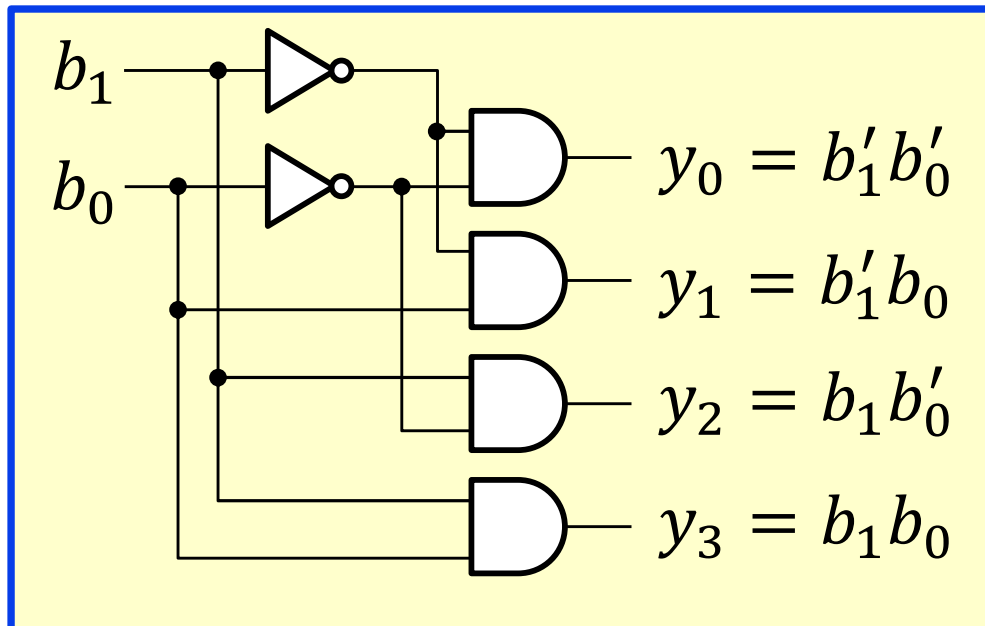 b₁
b₀
y₀ = b₁′b₀′
y₁ = b₁′b₀
y₂ = b₁b₀′
y₃ = b₁b₀